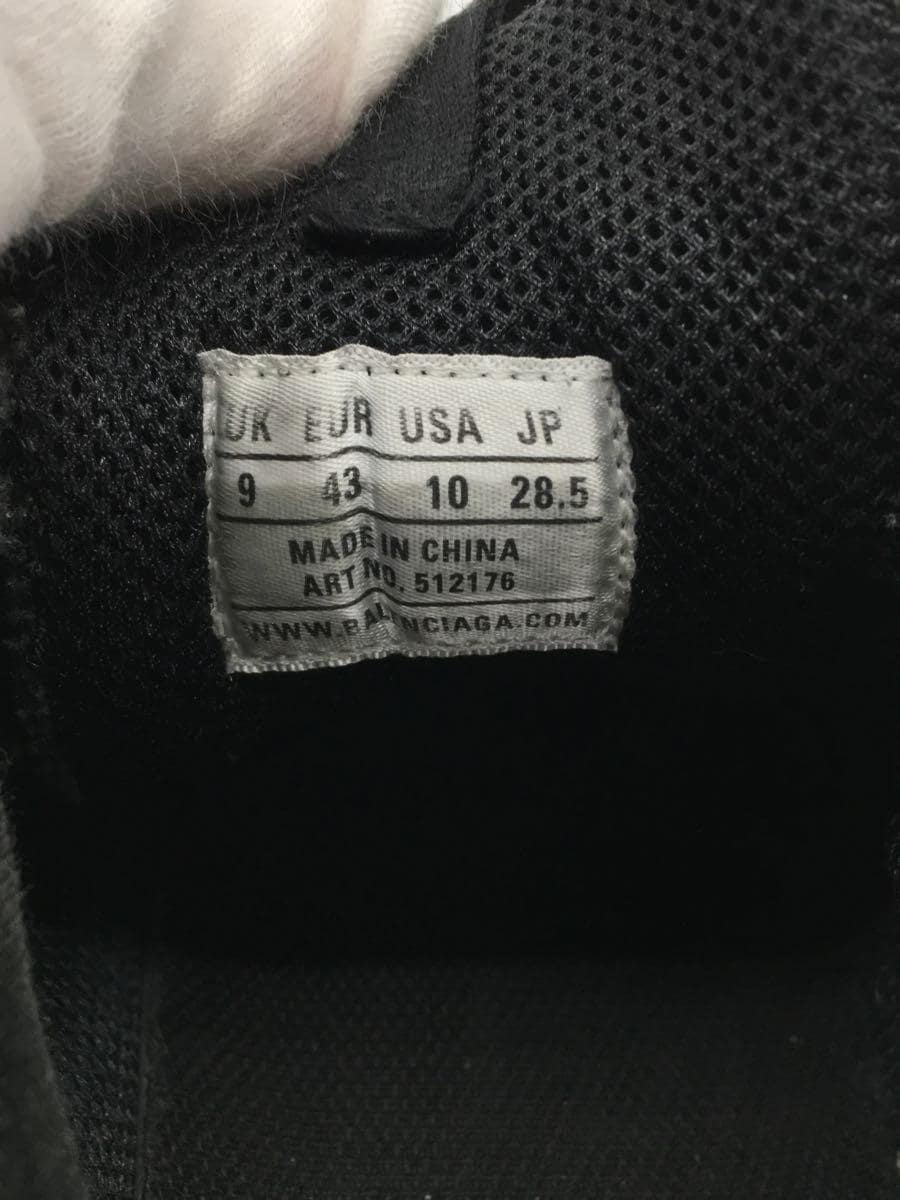 UK EUR USA JP
9 43 10 28.5
MADE IN CHINA
ART NO. 512176
WWW.BALENCIAGA.COM